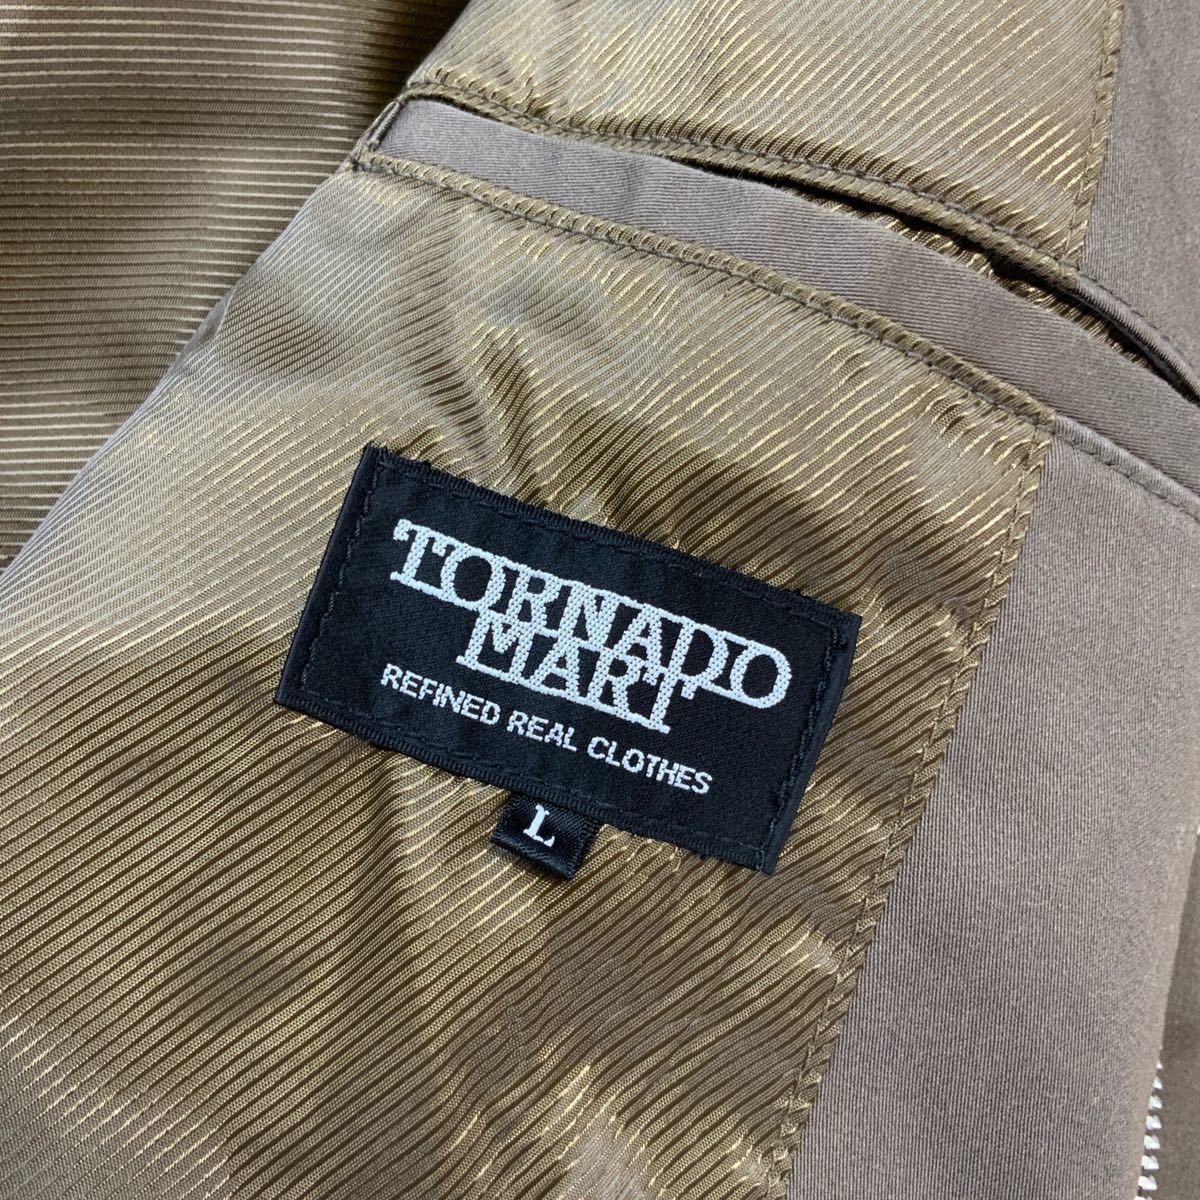 TORNADO
MART
REFINED REAL CLOTHES
L